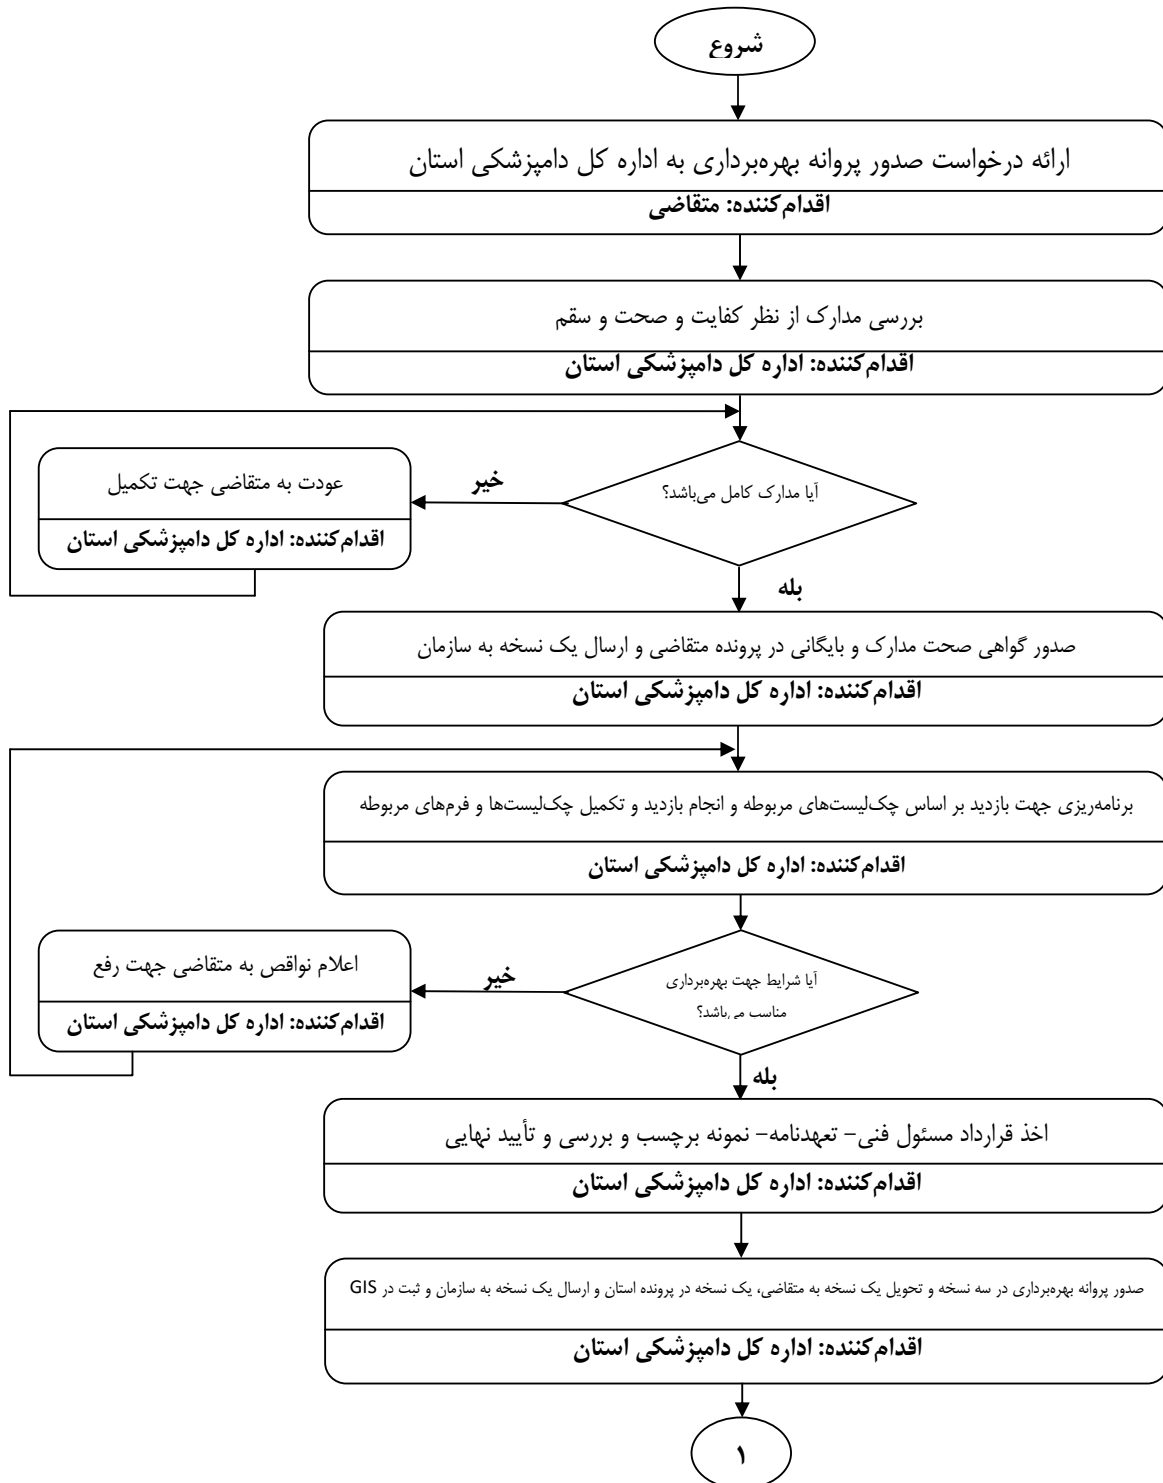 شروع
ارائه درخواست صدور پروانه بهره‌برداری به اداره کل دامپزشکی استان
اقدام‌کننده: متقاضی
بررسی مدارک از نظر کفایت و صحت و سقم
اقدام‌کننده: اداره کل دامپزشکی استان
آیا مدارک کامل می‌باشد؟
خیر
عودت به متقاضی جهت تکمیل
اقدام‌کننده: اداره کل دامپزشکی استان
بله
صدور گواهی صحت مدارک و بایگانی در پرونده متقاضی و ارسال یک نسخه به سازمان
اقدام‌کننده: اداره کل دامپزشکی استان
برنامه‌ریزی جهت بازدید بر اساس چک‌لیست‌های مربوطه و انجام بازدید و تکمیل چک‌لیست‌ها و فرم‌های مربوطه
اقدام‌کننده: اداره کل دامپزشکی استان
آیا شرایط جهت بهره‌برداری
مناسب می‌باشد؟
خیر
اعلام نواقص به متقاضی جهت رفع
اقدام‌کننده: اداره کل دامپزشکی استان
بله
اخذ قرارداد مسئول فنی- تعهدنامه- نمونه برچسب و بررسی و تأیید نهایی
اقدام‌کننده: اداره کل دامپزشکی استان
صدور پروانه بهره‌برداری در سه نسخه و تحویل یک نسخه به متقاضی، یک نسخه در پرونده استان و ارسال یک نسخه به سازمان و ثبت در GIS
اقدام‌کننده: اداره کل دامپزشکی استان
۱